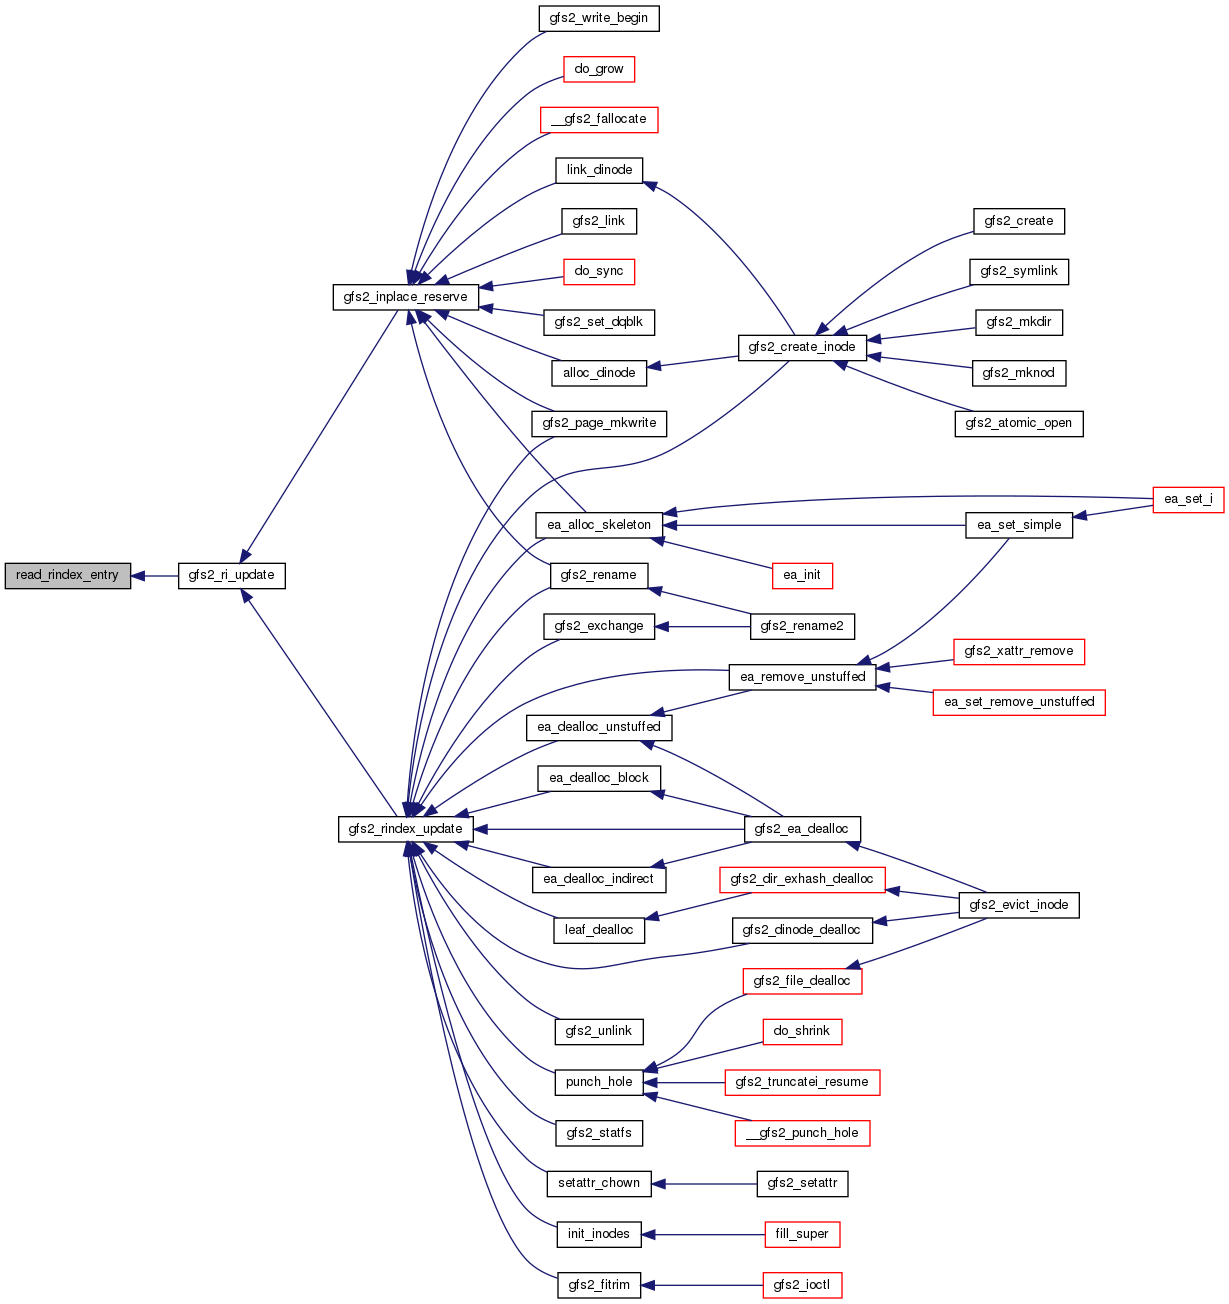 gfs2_write_begin
do_grow
__gfs2_fallocate
link_dinode
gfs2_link
gfs2_create
do_sync
gfs2_symlink
gfs2_inplace_reserve
gfs2_set_dqblk
gfs2_mkdir
gfs2_create_inode
alloc_dinode
gfs2_mknod
gfs2_page_mkwrite
gfs2_atomic_open
ea_set_i
ea_alloc_skeleton
ea_set_simple
read_rindex_entry
gfs2_ri_update
gfs2_rename
ea_init
gfs2_exchange
gfs2_rename2
gfs2_xattr_remove
ea_remove_unstuffed
ea_set_remove_unstuffed
ea_dealloc_unstuffed
ea_dealloc_block
gfs2_rindex_update
gfs2_ea_dealloc
ea_dealloc_indirect
gfs2_dir_exhash_dealloc
gfs2_evict_inode
leaf_dealloc
gfs2_dinode_dealloc
gfs2_file_dealloc
gfs2_unlink
do_shrink
punch_hole
gfs2_truncatei_resume
gfs2_statfs
__gfs2_punch_hole
setattr_chown
gfs2_setattr
init_inodes
fill_super
gfs2_fitrim
gfs2_ioctl